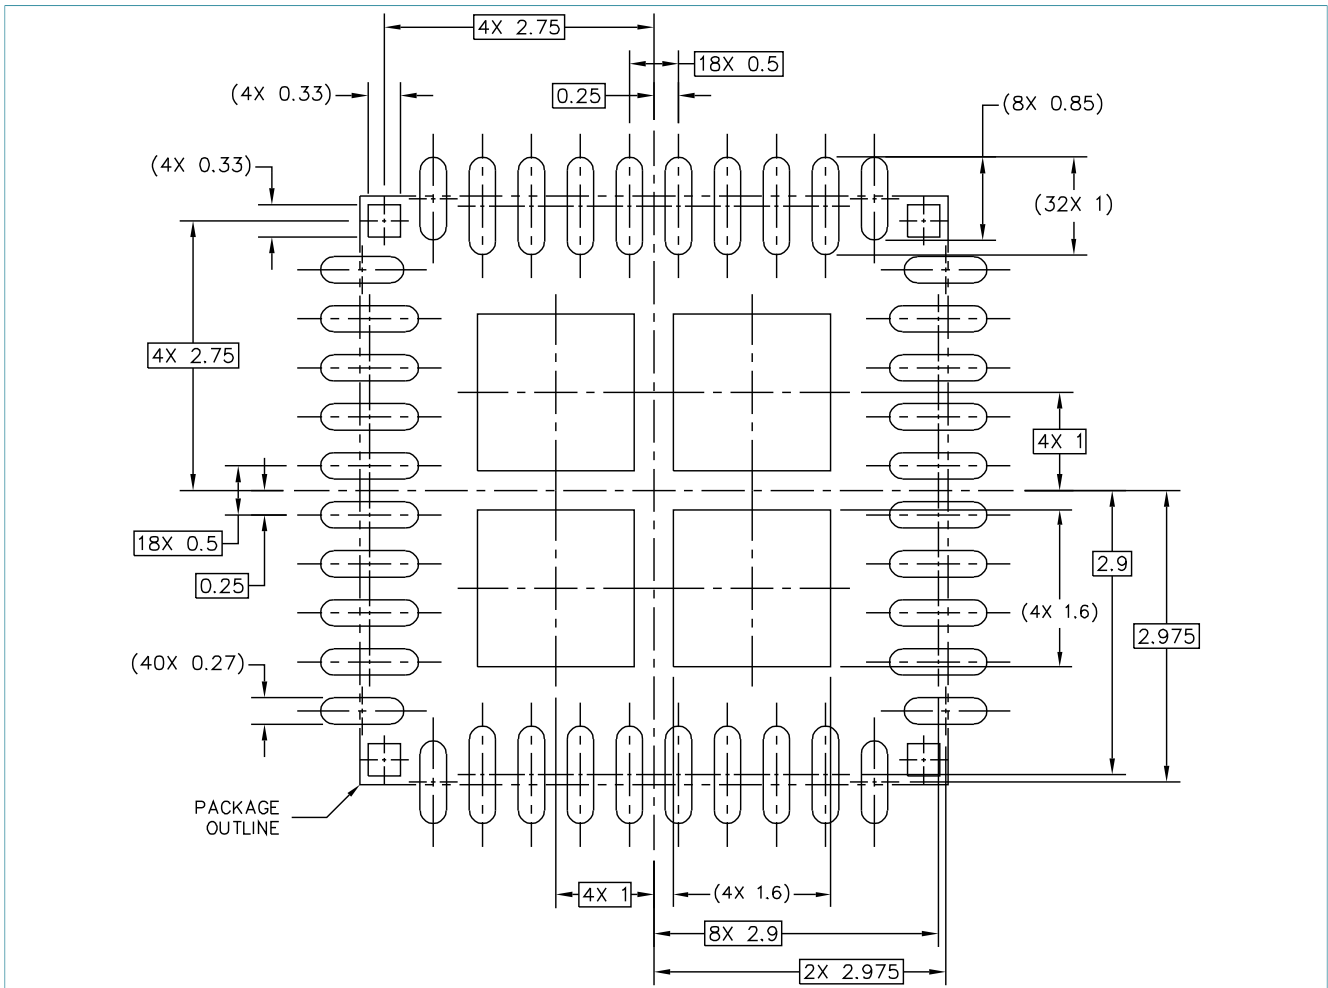 4X 2.75
18X 0.5
(4X 0.33)
0.25
(8X 0.85)
(4X 0.33)
(32X 1)
4X 2.75
4X 1
18X 0.5
2.9
0.25
(4X 1.6)
2.975
(40X 0.27)
PACKAGE
OUTLINE
4X 1
(4X 1.6)
8X 2.9
2X 2.975